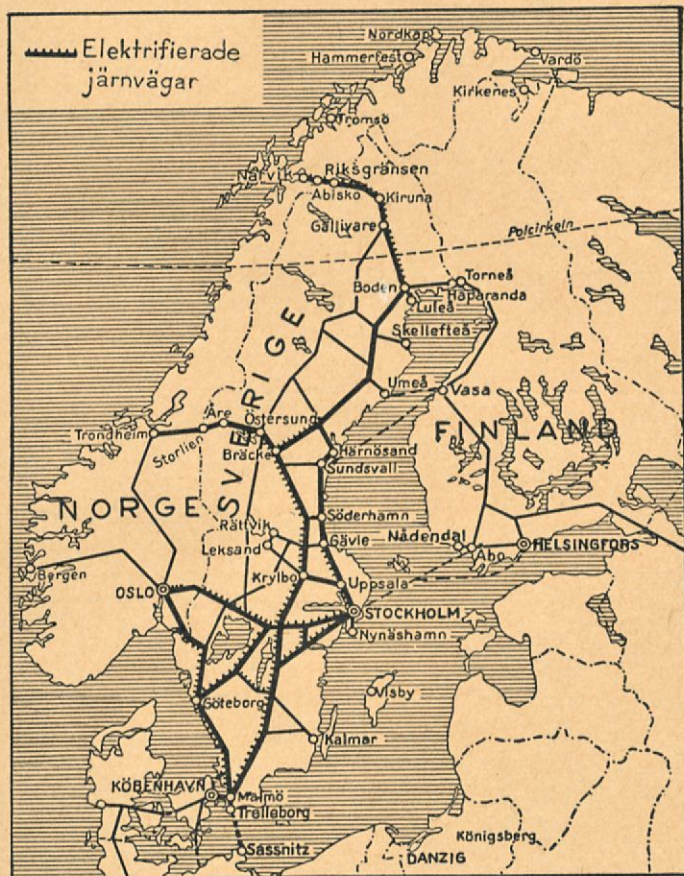 Elektrifierade
järnvägar
Nordkap
Hammerfest
Vardö
Kirkenes
Tromsö
Narvik
Riksgränsen
Abisko
Kiruna
Gällivare
Polcirkeln
Boden
Torneå
Haparanda
Luleå
Skellefteå
Umeå
Vasa
SVERIGE
Trondheim
Storlien
Åre
Östersund
Bräcke
FINLAND
Härnösand
Sundsvall
NORGE
Rättvik
Leksand
Söderhamn
Gävle
Nådendal
Åbo
HELSINGFORS
Bergen
OSLO
Krylbo
Uppsala
STOCKHOLM
Nynäshamn
Göteborg
Visby
Kalmar
KÖBENHAVN
Malmö
Trelleborg
Sassnitz
Königsberg
DANZIG